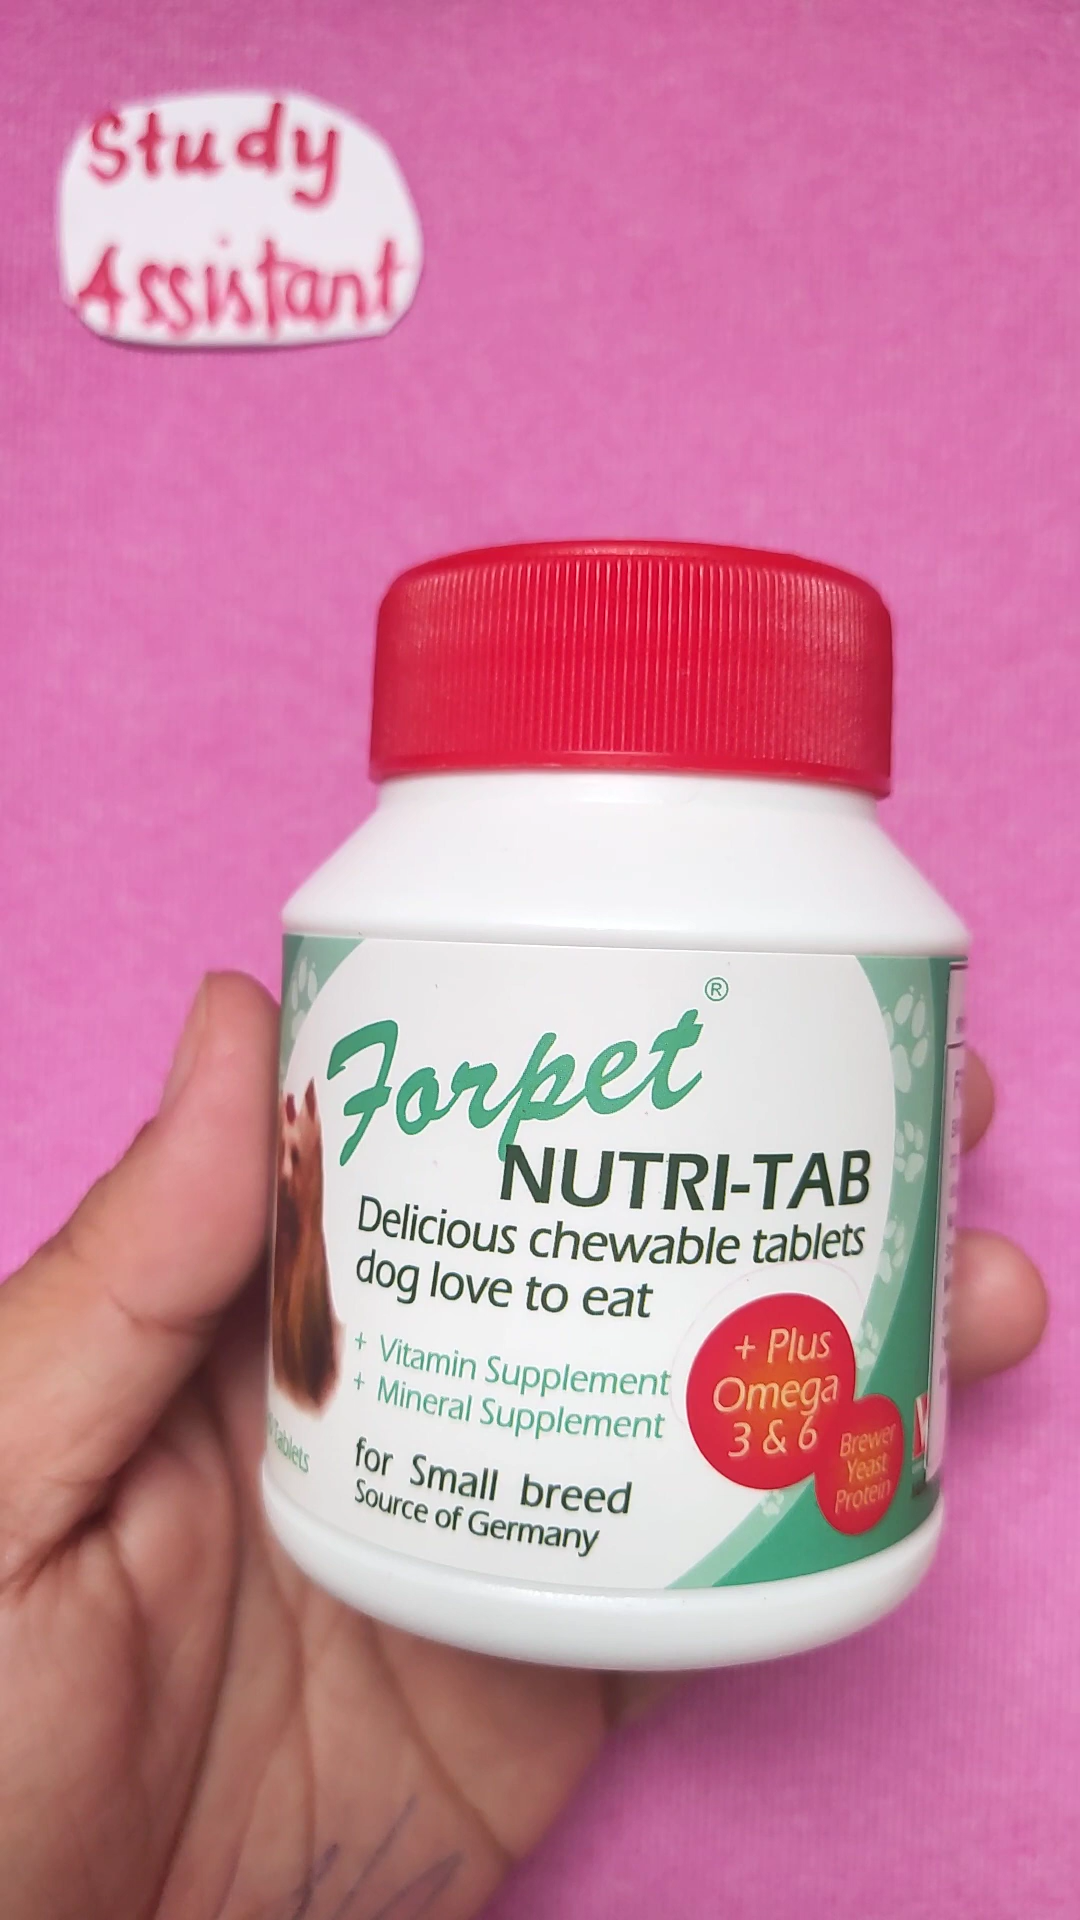 Study
Assistant
Forpet®
NUTRI-TAB
Delicious chewable tablets
dog love to eat
+ Vitamin Supplement
+ Mineral Supplement
for Small breed
Source of Germany
+ Plus
Omega
3 & 6
Brewer
Yeast
Protein
Tablets